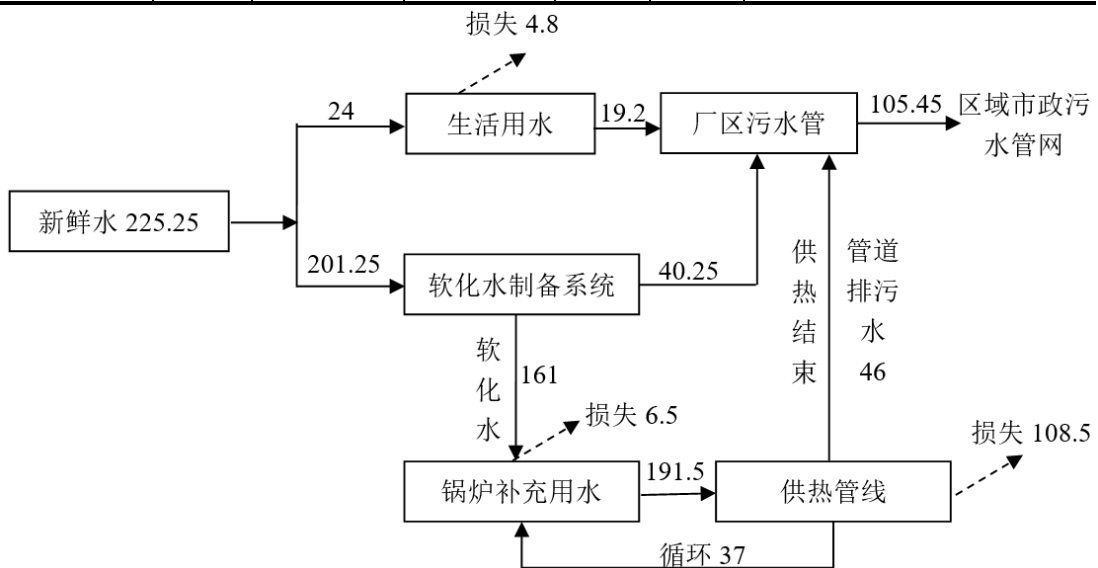 损失 4.8
24
生活用水
19.2
厂区污水管
105.45
区域市政污
水管网
新鲜水 225.25
201.25
软化水制备系统
40.25
供热结束
管道
排污
水
46
软化水
161
损失 6.5
损失 108.5
锅炉补充用水
191.5
供热管线
循环 37